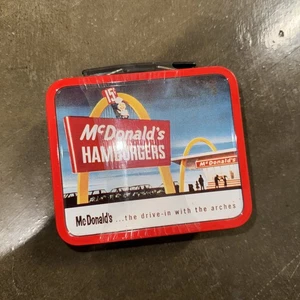 15¢
McDonald's
HAMBURGERS
McDonald's
McDonald's ...the drive-in with the arches